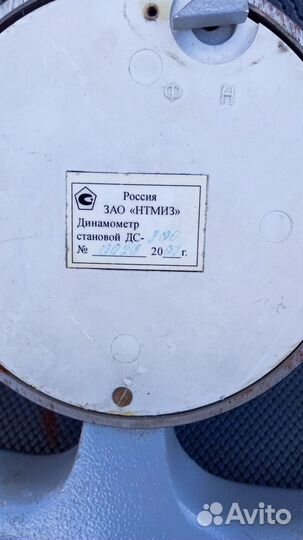 Ф Н
Россия
ЗАО «НТМИЗ»
Динамометр
становой ДС-
№ 20 г.
Avito